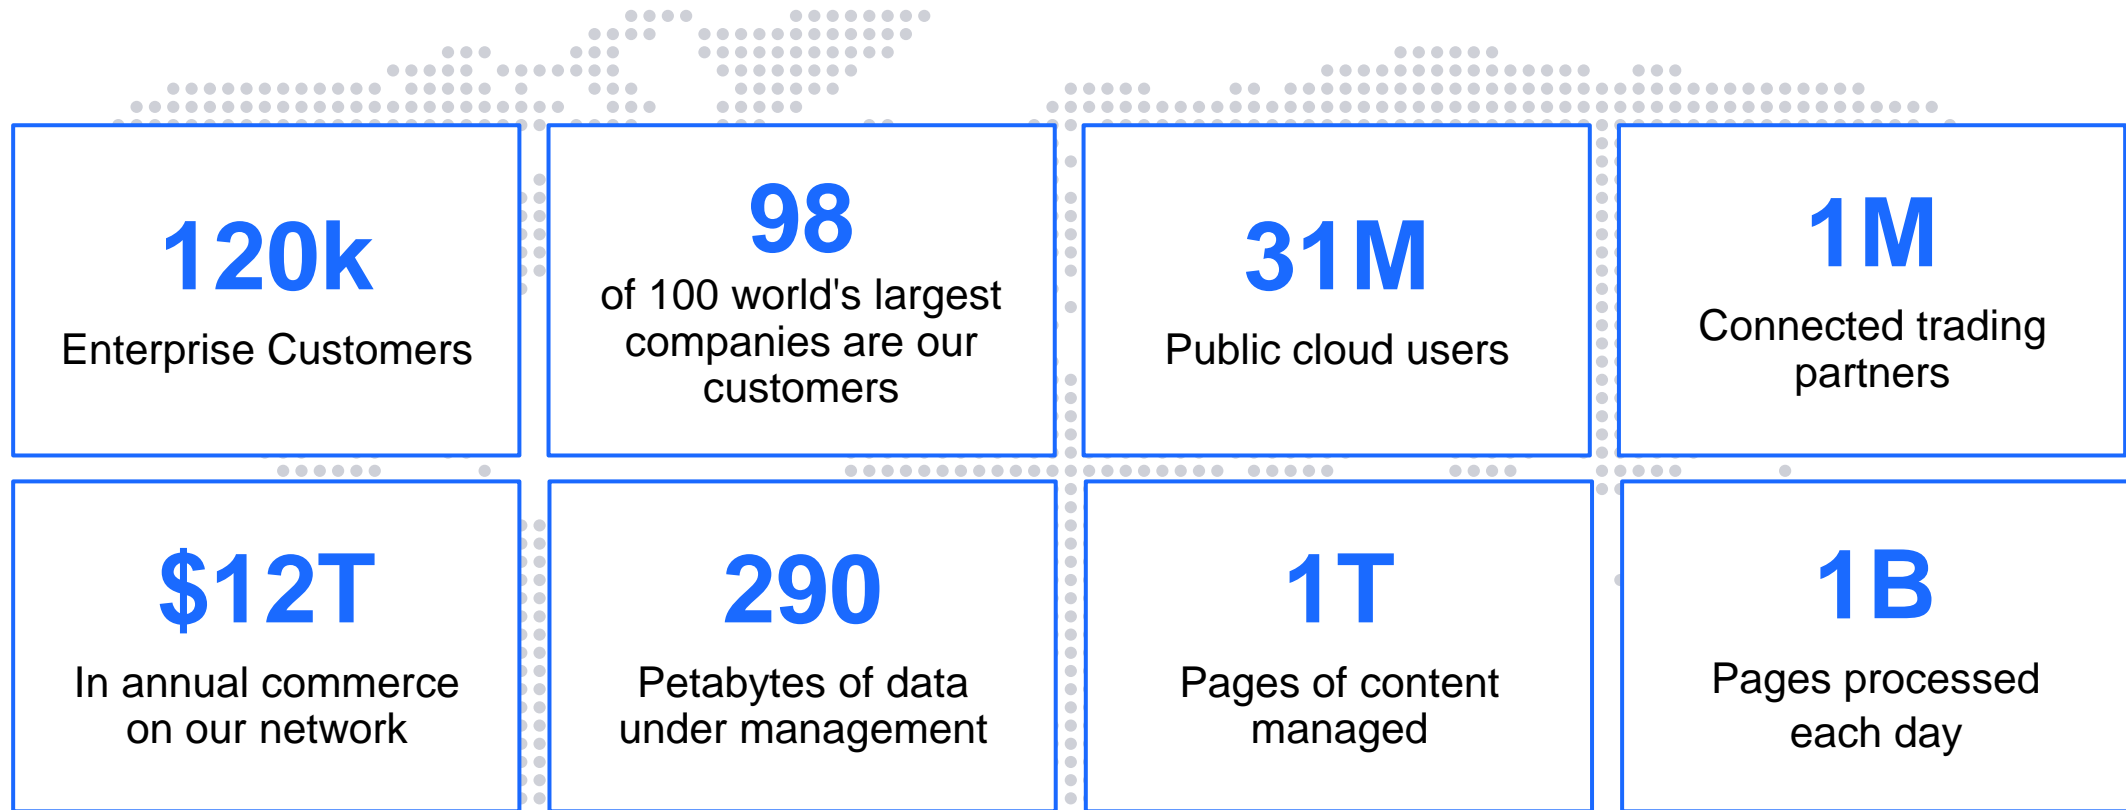 120k
Enterprise Customers
98
of 100 world's largest
companies are our
customers
31M
Public cloud users
1M
Connected trading
partners
$12T
In annual commerce
on our network
290
Petabytes of data
under management
1T
Pages of content
managed
1B
Pages processed
each day